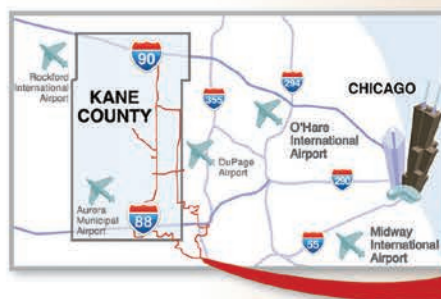 90
Rockford
International
Airport
KANE
COUNTY
355
294
CHICAGO
O'Hare
International
Airport
DuPage
Airport
290
Aurora
Municipal
Airport
88
55
Midway
International
Airport